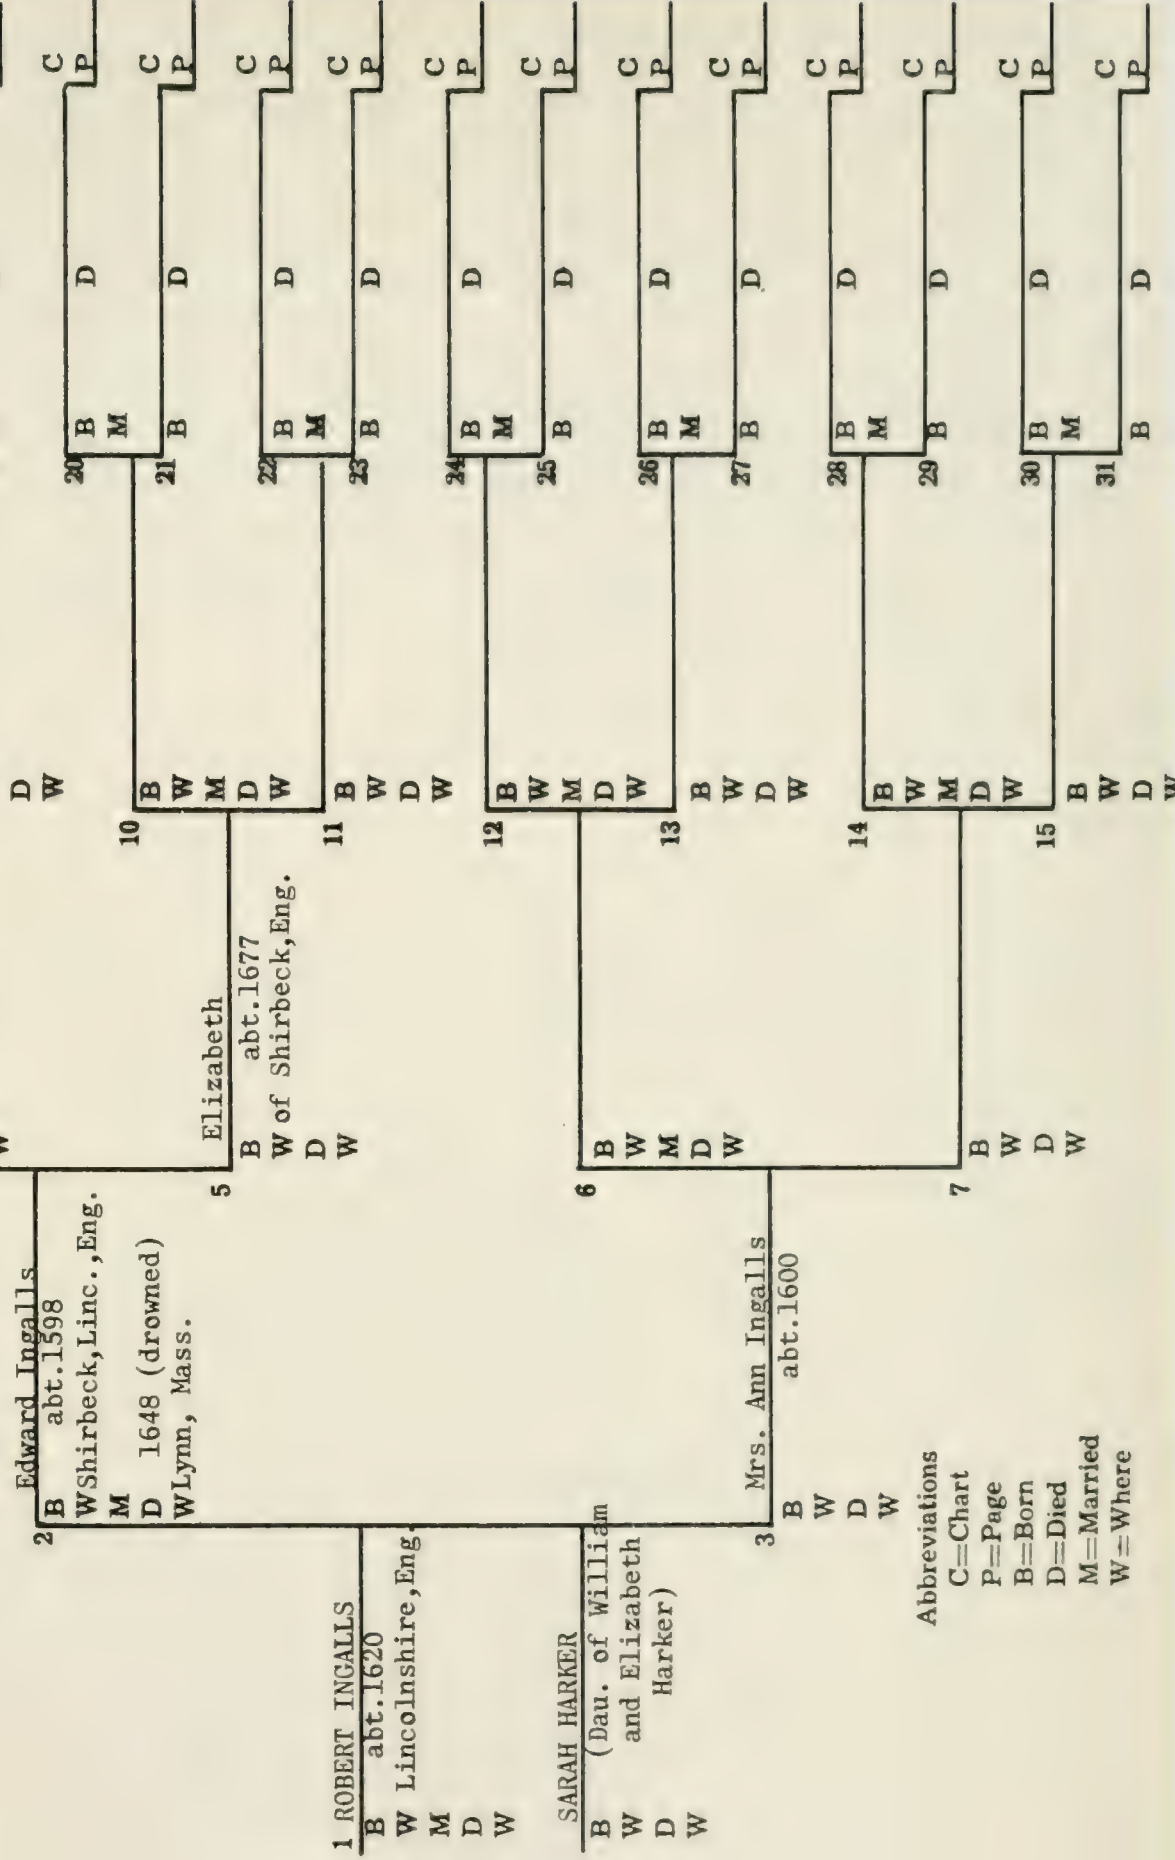 1 ROBERT INGALLS
B abt.1620
W Lincolnshire,Eng
M
D
W
SARAH HARKER
B (Dau. of William
W and Elizabeth
D Harker)
W
Edward Ingalls
2
B abt.1598
W Shirbeck,Linc.,Eng.
M
D 1648 (drowned)
W Lynn, Mass.
Mrs. Ann Ingalls
3
B abt.1600
W
D
W
Abbreviations
C=Chart
P=Page
B=Born
D=Died
M=Married
W=Where
W
Elizabeth
5
B abt.1677
W of Shirbeck,Eng.
D
W
6
B
W
M
D
W
7
B
W
D
W
D
W
10
B
W
M
D
W
11
B
W
D
W
12
B
W
M
D
W
13
B
W
D
W
14
B
W
M
D
W
15
B
W
D
W
20
B D
M
21
B D
22
B D
M
23
B D
24
B D
M
25
B D
26
B D
M
27
B D
28
B D
M
29
B D
30
B D
M
31
B D
C
P
C
P
C
P
C
P
C
P
C
P
C
P
C
P
C
P
C
P
C
P
C
P